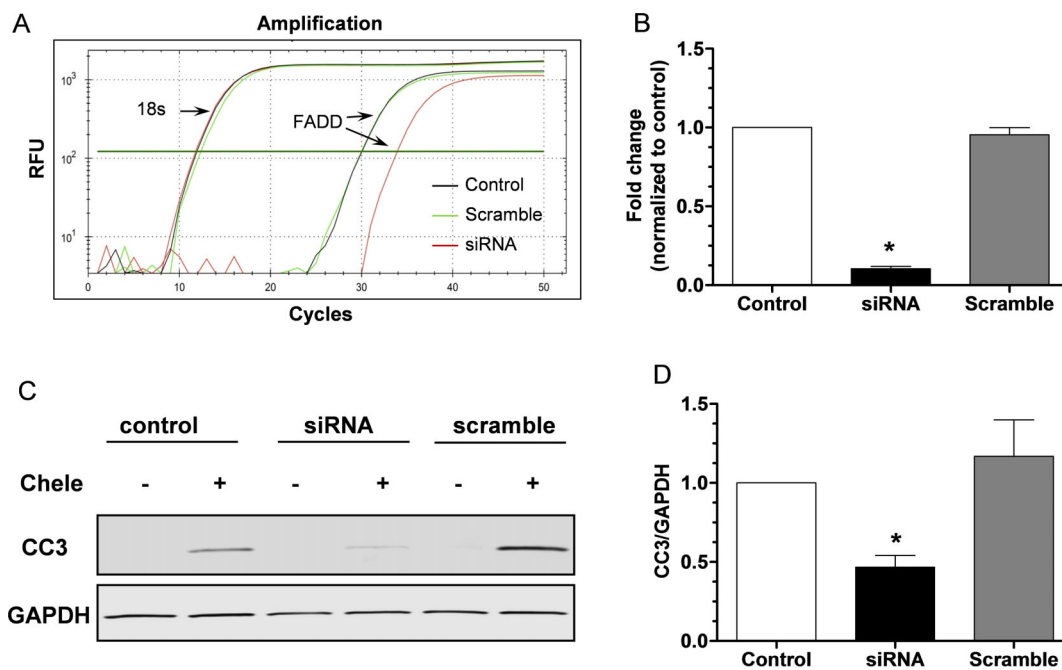 A
Amplification
RFU
10³
10²
10¹
18s
FADD
Control
Scramble
siRNA
0 10 20 30 40 50
Cycles
B
Fold change
(normalized to control)
1.5
1.0
0.5
0.0
*
Control siRNA Scramble
C
control siRNA scramble
Chele - + - + - +
CC3
GAPDH
D
CC3/GAPDH
1.5
1.0
0.5
0.0
*
Control siRNA Scramble